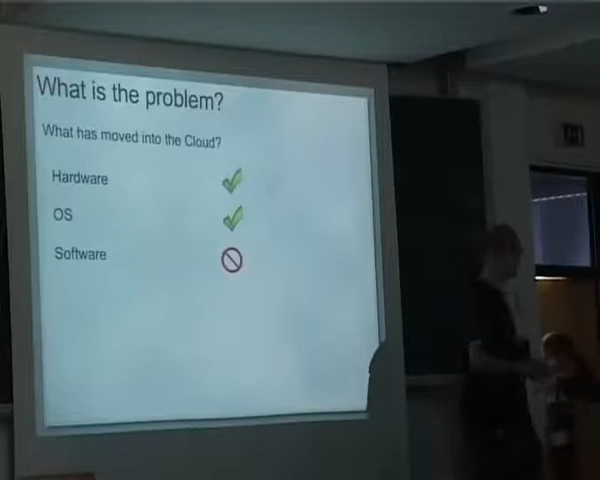 What is the problem?
What has moved into the Cloud?
Hardware
OS
Software